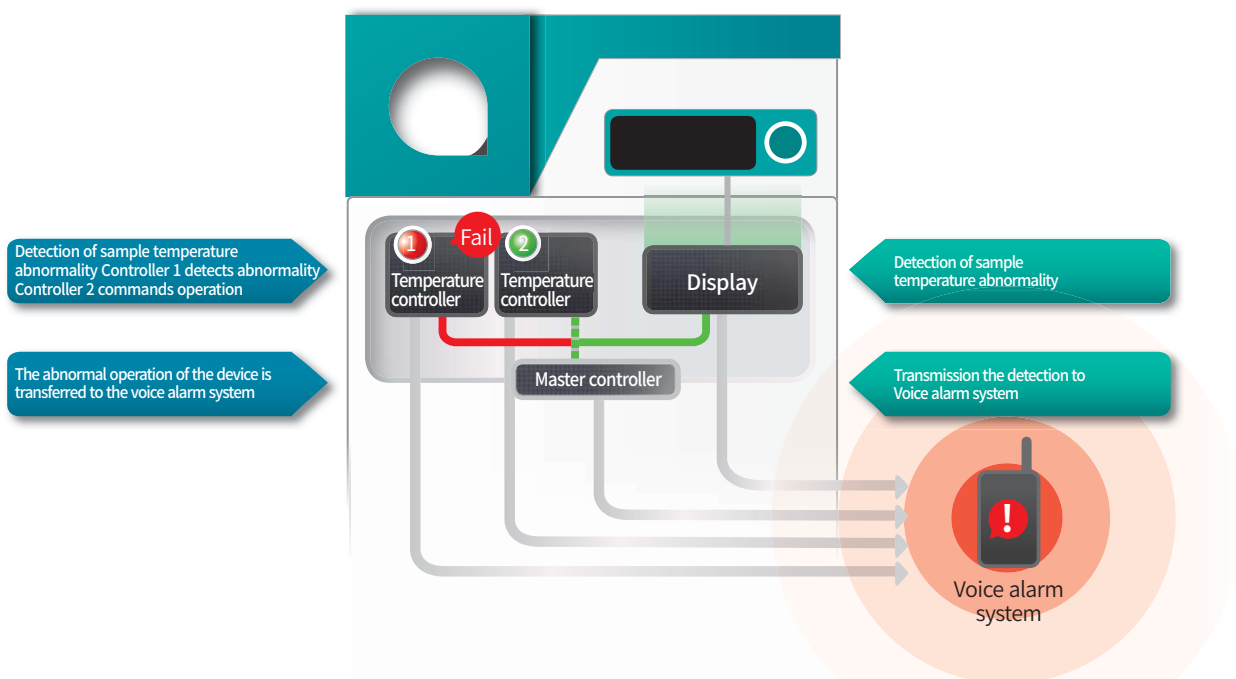 1
Fail
2
Temperature
controller
Temperature
controller
Display
Master controller
Detection of sample temperature
abnormality Controller 1 detects abnormality
Controller 2 commands operation
The abnormal operation of the device is
transferred to the voice alarm system
Detection of sample
temperature abnormality
Transmission the detection to
Voice alarm system
!
Voice alarm
system